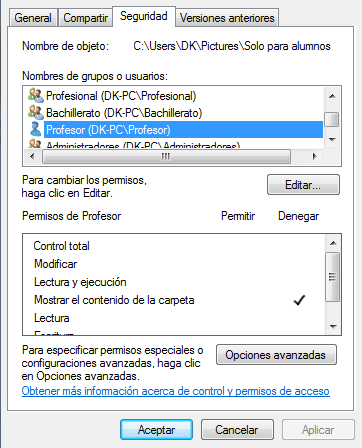 General Compartir Seguridad Versiones anteriores
Nombre de objeto: C:\Users\DK\Pictures\Solo para alumnos
Nombres de grupos o usuarios:
Profesional (DK-PC\Profesional)
Bachillerato (DK-PC\Bachillerato)
Profesor (DK-PC\Profesor)
Administradores (DK-PC\Administradores)
Para cambiar los permisos,
haga clic en Editar.
Editar...
Permisos de Profesor Permitir Denegar
Control total
Modificar
Lectura y ejecución
Mostrar el contenido de la carpeta
Lectura
Escritura
Para especificar permisos especiales o
configuraciones avanzadas, haga clic
en Opciones avanzadas.
Opciones avanzadas
Obtener más información acerca de control y permisos de acceso
Aceptar Cancelar Aplicar